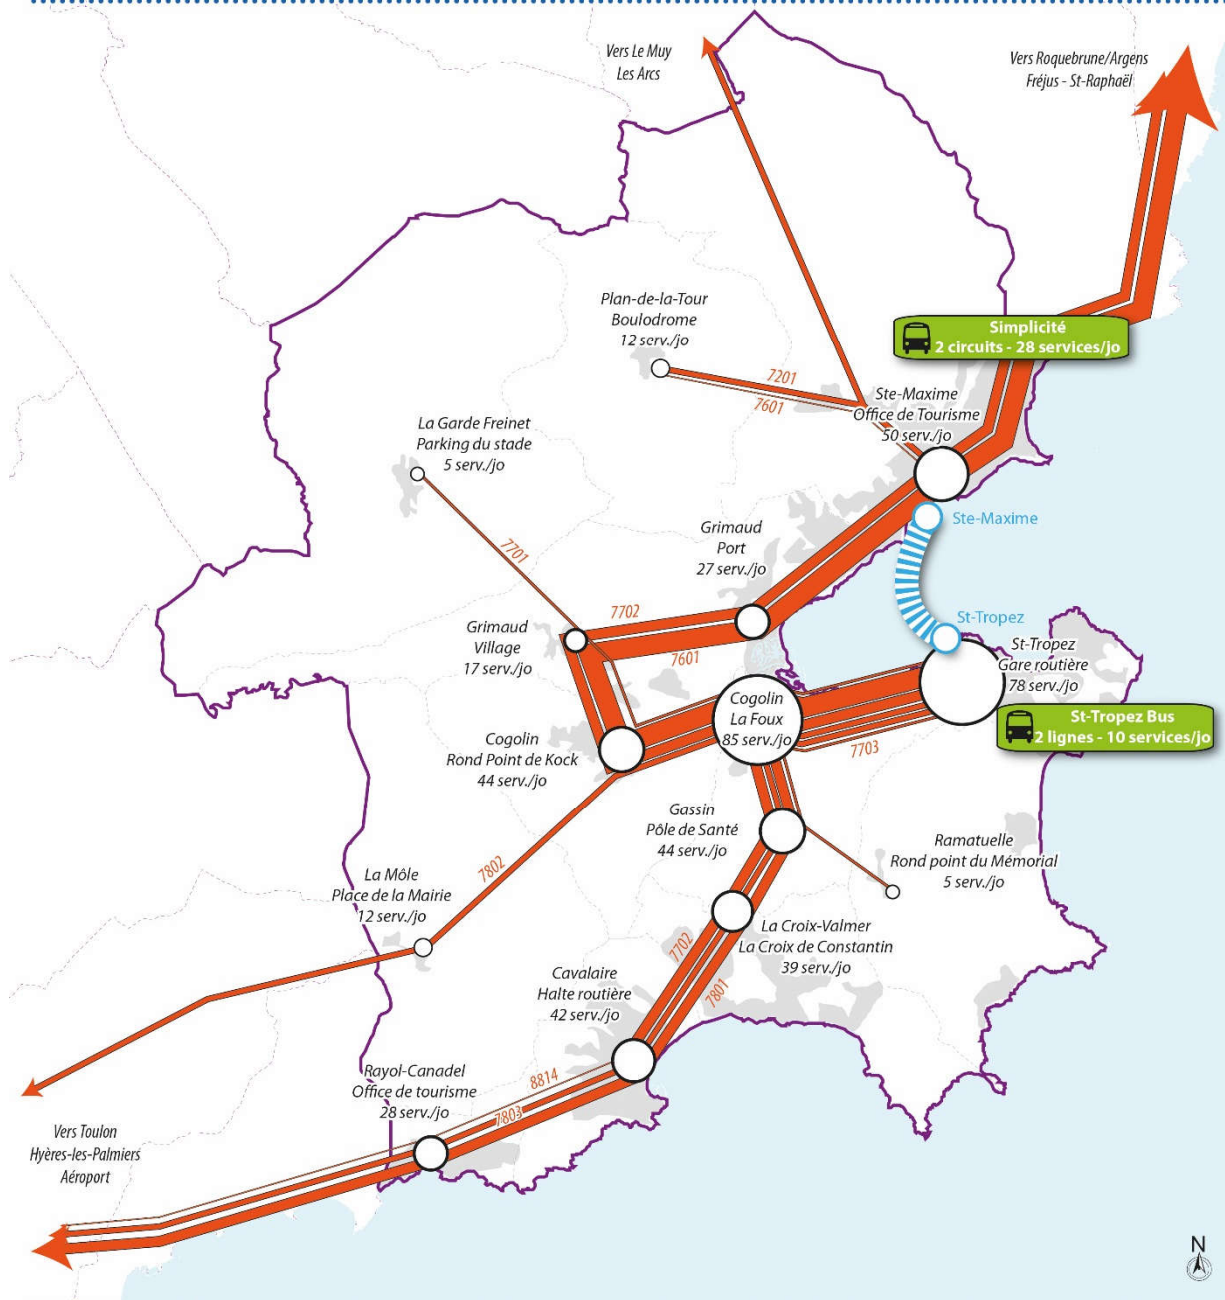 Vers Le Muy
Les Arcs
Vers Roquebrune/Argens
Fréjus - St-Raphaël
Plan-de-la-Tour
Boulodrome
12 serv./jo
Simplicité
2 circuits - 28 services/jo
7201
7601
Ste-Maxime
Office de Tourisme
50 serv./jo
La Garde Freinet
Parking du stade
5 serv./jo
7701
Ste-Maxime
Grimaud
Port
27 serv./jo
7702
7601
Grimaud
Village
17 serv./jo
St-Tropez
St-Tropez
Gare routière
78 serv./jo
Cogolin
La Foux
85 serv./jo
St-Tropez Bus
2 lignes - 10 services/jo
7703
Cogolin
Rond Point de Kock
44 serv./jo
Gassin
Pôle de Santé
44 serv./jo
Ramatuelle
Rond point du Mémorial
5 serv./jo
7802
La Môle
Place de la Mairie
12 serv./jo
La Croix-Valmer
La Croix de Constantin
39 serv./jo
7702
7801
Cavalaire
Halte routière
42 serv./jo
8814
7803
Rayol-Canadel
Office de tourisme
28 serv./jo
Vers Toulon
Hyères-les-Palmiers
Aéroport
N